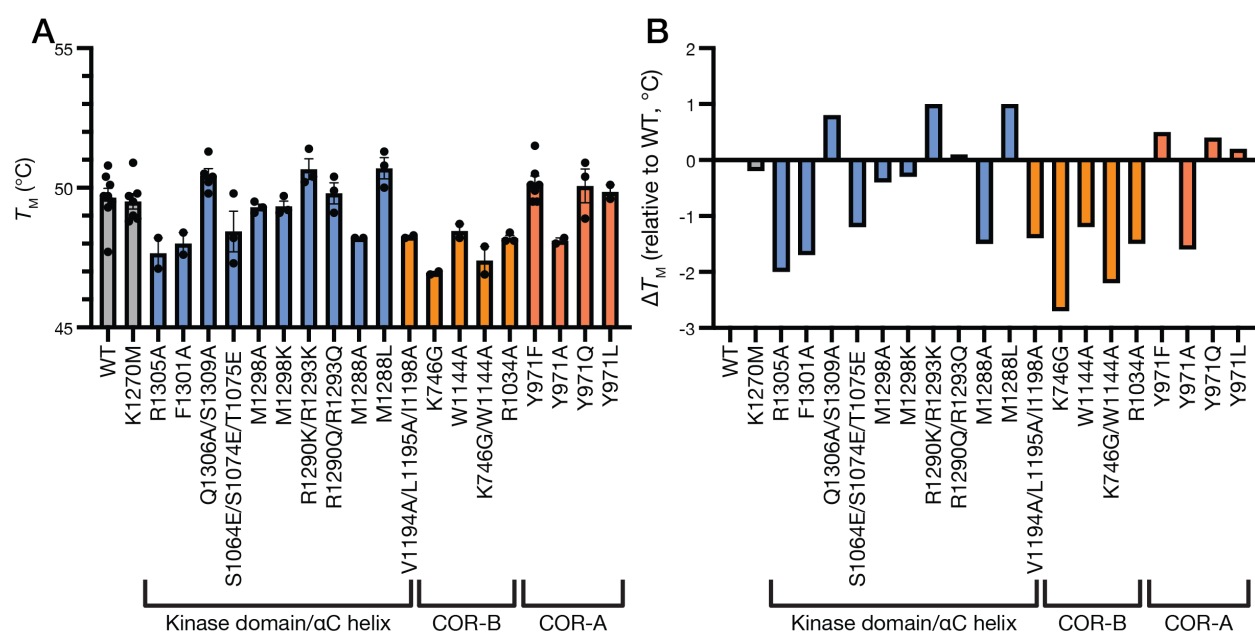 A
55
50
45
TM (°C)
WT
K1270M
R1305A
F1301A
Q1306A/S1309A
S1064E/S1074E/T1075E
M1298A
M1298K
R1290K/R1293K
R1290Q/R1293Q
M1288A
M1288L
V1194A/L1195A/I1198A
K746G
W1144A
K746G/W1144A
R1034A
Y971F
Y971A
Y971Q
Y971L
Kinase domain/αC helix
COR-B
COR-A
B
2
1
0
-1
-2
-3
ΔTM (relative to WT, °C)
WT
K1270M
R1305A
F1301A
Q1306A/S1309A
S1064E/S1074E/T1075E
M1298A
M1298K
R1290K/R1293K
R1290Q/R1293Q
M1288A
M1288L
V1194A/L1195A/I1198A
K746G
W1144A
K746G/W1144A
R1034A
Y971F
Y971A
Y971Q
Y971L
Kinase domain/αC helix
COR-B
COR-A